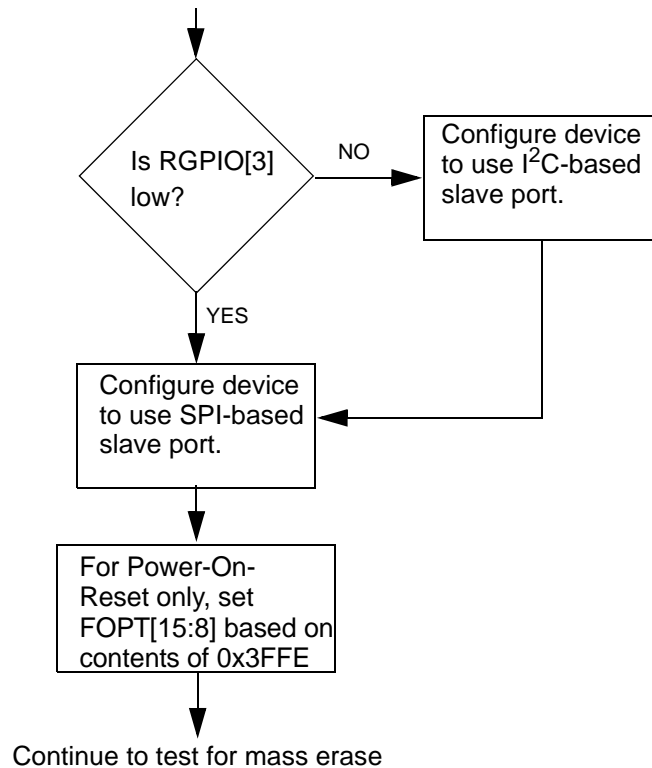 Is RGPIO[3]
low?
NO
Configure device
to use I²C-based
slave port.
YES
Configure device
to use SPI-based
slave port.
For Power-On-
Reset only, set
FOPT[15:8] based on
contents of 0x3FFE
Continue to test for mass erase